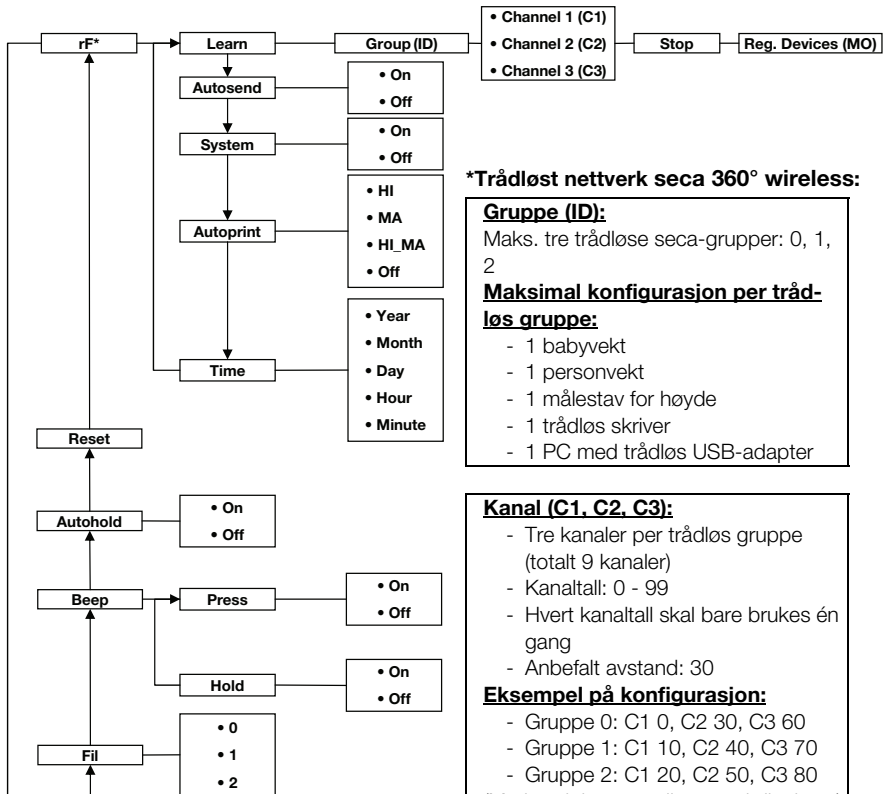 rF*
Learn
Group (ID)
• Channel 1 (C1)
• Channel 2 (C2)
• Channel 3 (C3)
Stop
Reg. Devices (MO)
Autosend
• On
• Off
System
• On
• Off
Autoprint
• HI
• MA
• HI_MA
• Off
Time
• Year
• Month
• Day
• Hour
• Minute
Reset
Autohold
• On
• Off
Beep
Press
• On
• Off
Hold
• On
• Off
Fil
• 0
• 1
• 2
*Trådløst nettverk seca 360° wireless:
Gruppe (ID):
Maks. tre trådløse seca-grupper: 0, 1,
2
Maksimal konfigurasjon per tråd-
løs gruppe:
- 1 babyvekt
- 1 personvekt
- 1 målestav for høyde
- 1 trådløs skriver
- 1 PC med trådløs USB-adapter
Kanal (C1, C2, C3):
- Tre kanaler per trådløs gruppe
(totalt 9 kanaler)
- Kanaltall: 0 - 99
- Hvert kanaltall skal bare brukes én
gang
- Anbefalt avstand: 30
Eksempel på konfigurasjon:
- Gruppe 0: C1 0, C2 30, C3 60
- Gruppe 1: C1 10, C2 40, C3 70
- Gruppe 2: C1 20, C2 50, C3 80